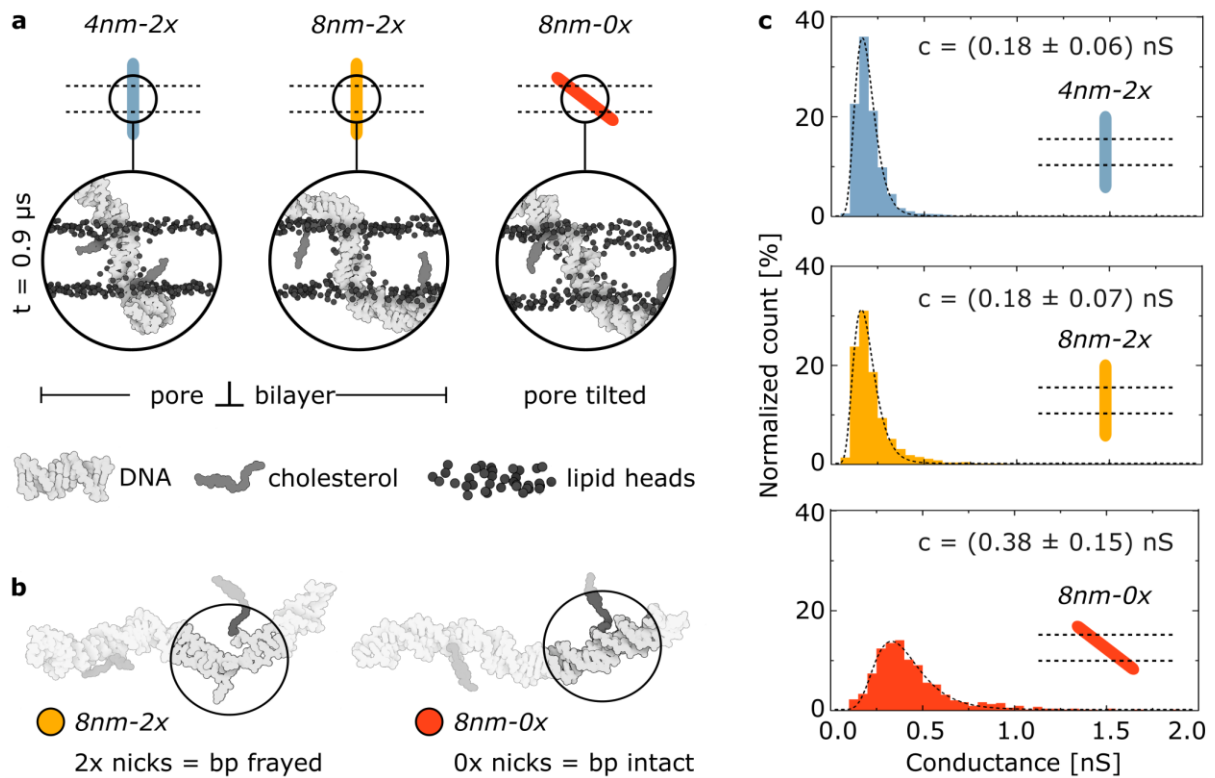 a
4nm-2x 8nm-2x 8nm-0x
t = 0.9 µs
pore ⊥ bilayer pore tilted
DNA cholesterol lipid heads
b
8nm-2x
2x nicks = bp frayed
8nm-0x
0x nicks = bp intact
c
Normalized count [%]
40
20
0
c = (0.18 ± 0.06) nS
4nm-2x
40
20
0
c = (0.18 ± 0.07) nS
8nm-2x
40
20
0
c = (0.38 ± 0.15) nS
8nm-0x
0 0.5 1.0 1.5 2.0
Conductance [nS]